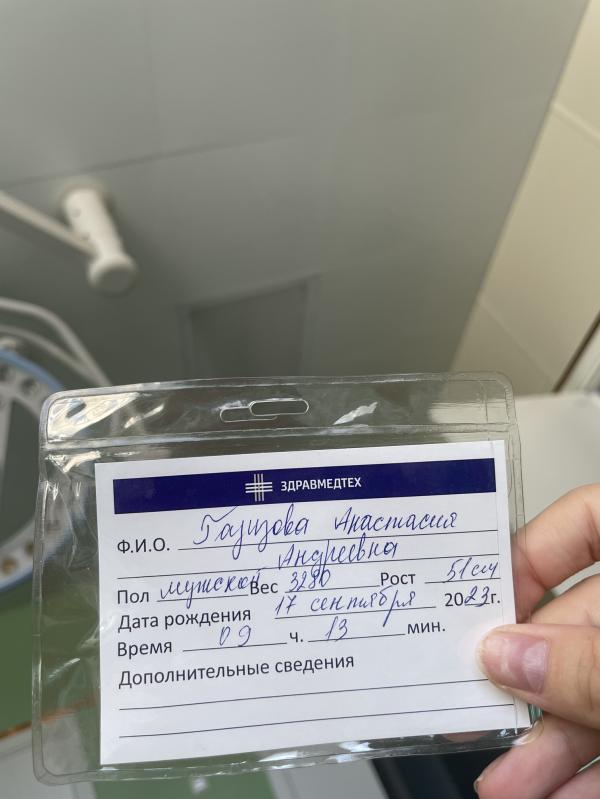 ЗДРАВМЕДТЕХ
Ф.И.О. Газизова Анастасия
Андреевна
Пол мужской Вес 3280 Рост 51см
Дата рождения 17 сентября 2023г.
Время 09 ч. 13 мин.
Дополнительные сведения